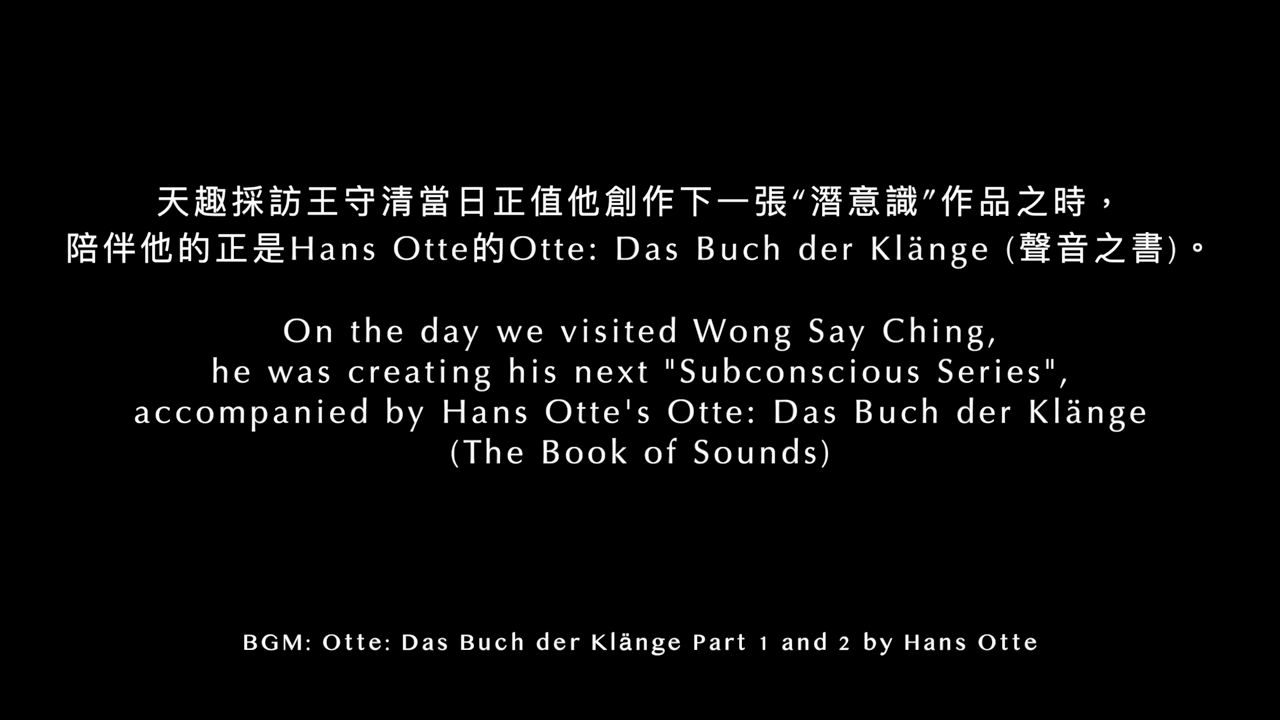 天趣採訪王守清當日正值他創作下一張“潛意識”作品之時，
陪伴他的正是Hans Otte的Otte: Das Buch der Klänge (聲音之書)。
On the day we visited Wong Say Ching,
he was creating his next "Subconscious Series",
accompanied by Hans Otte's Otte: Das Buch der Klänge
(The Book of Sounds)
BGM: Otte: Das Buch der Klänge Part 1 and 2 by Hans Otte